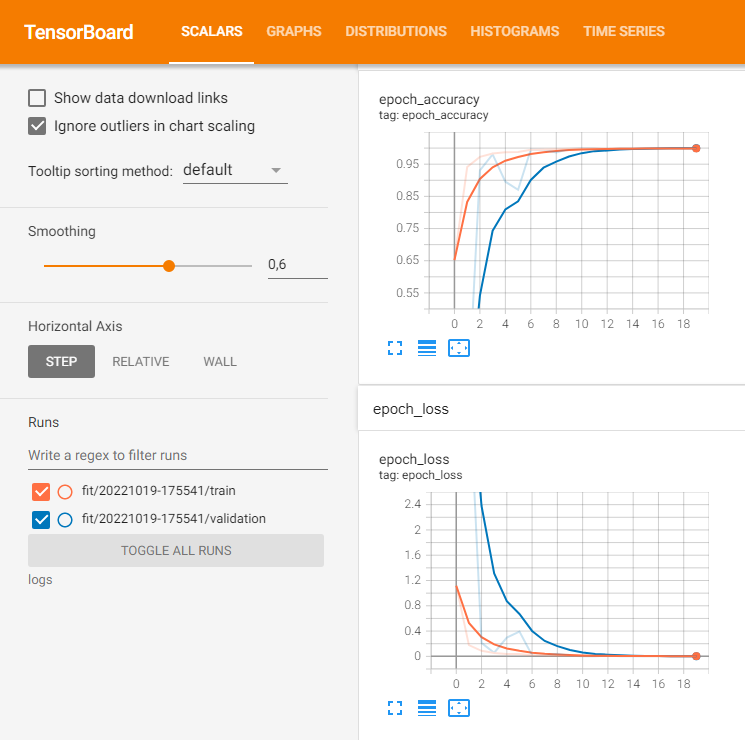 TensorBoard SCALARS GRAPHS DISTRIBUTIONS HISTOGRAMS TIME SERIES
Show data download links
Ignore outliers in chart scaling
Tooltip sorting method: default
Smoothing
0,6
Horizontal Axis
STEP RELATIVE WALL
Runs
Write a regex to filter runs
fit/20221019-175541/train
fit/20221019-175541/validation
TOGGLE ALL RUNS
logs
epoch_accuracy
tag: epoch_accuracy
0.95
0.85
0.75
0.65
0.55
0 2 4 6 8 10 12 14 16 18
epoch_loss
epoch_loss
tag: epoch_loss
2.4
2
1.6
1.2
0.8
0.4
0
0 2 4 6 8 10 12 14 16 18